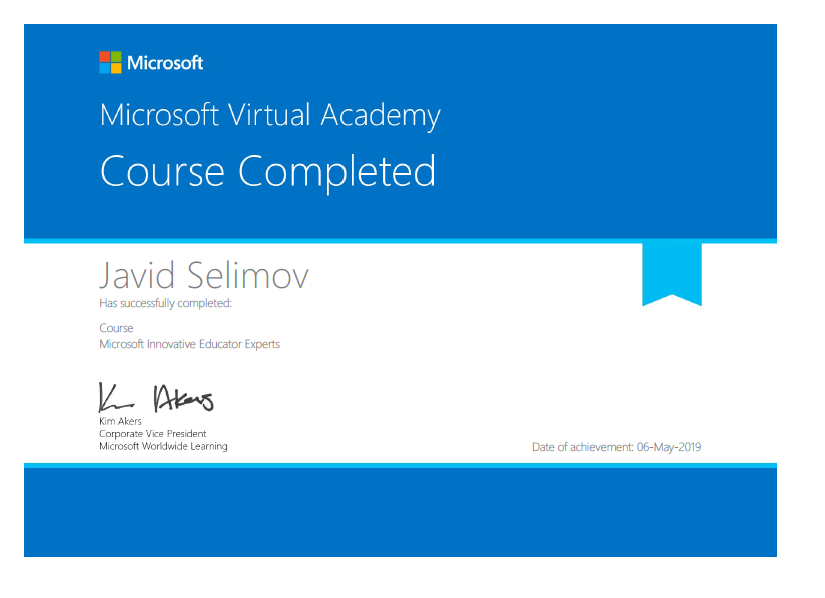 Microsoft
Microsoft Virtual Academy
Course Completed
Javid Selimov
Has successfully completed:
Course
Microsoft Innovative Educator Experts
Kim Akers
Kim Akers
Corporate Vice President
Microsoft Worldwide Learning
Date of achievement: 06-May-2019